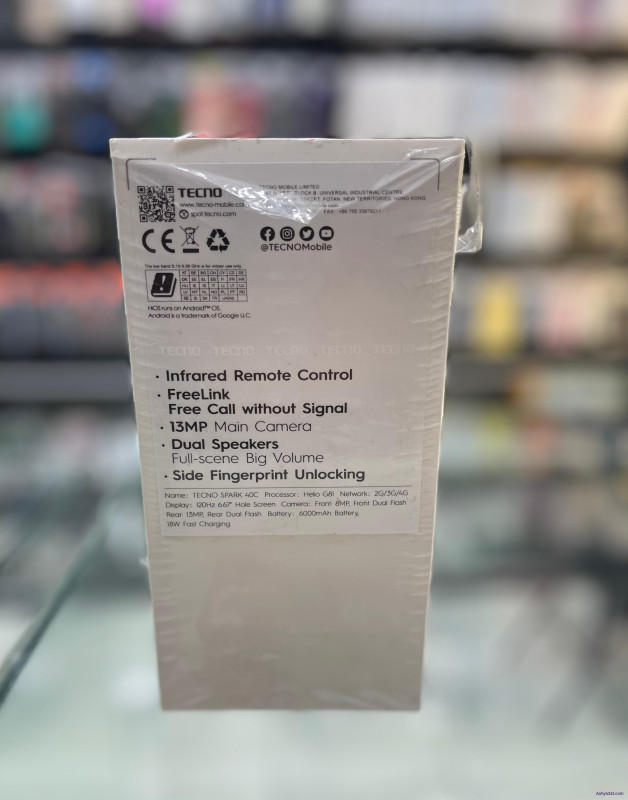 TECNO
www.tecno-mobile.com
spot.tecno.com
TECNO MOBILE LIMITED
BLOCK B, UNIVERSAL INDUSTRIAL CENTRE,
STREET, FOTAN, NEW TERRITORIES, HONG KONG
CE
@TECNOMobile
HiOS runs on Android™ OS.
Android is a trademark of Google LLC.
TECNO TECNO TECNO TECNO TECNO
· Infrared Remote Control
· FreeLink
Free Call without Signal
· 13MP Main Camera
· Dual Speakers
Full-scene Big Volume
· Side Fingerprint Unlocking
Name: TECNO SPARK 40C Processor: Helio G81 Network: 2G/3G/4G
Display: 120Hz 6.67" Hole Screen Camera: Front 8MP, Front Dual Flash
Rear: 13MP, Rear Dual Flash. Battery: 6000mAh Battery,
18W Fast Charging